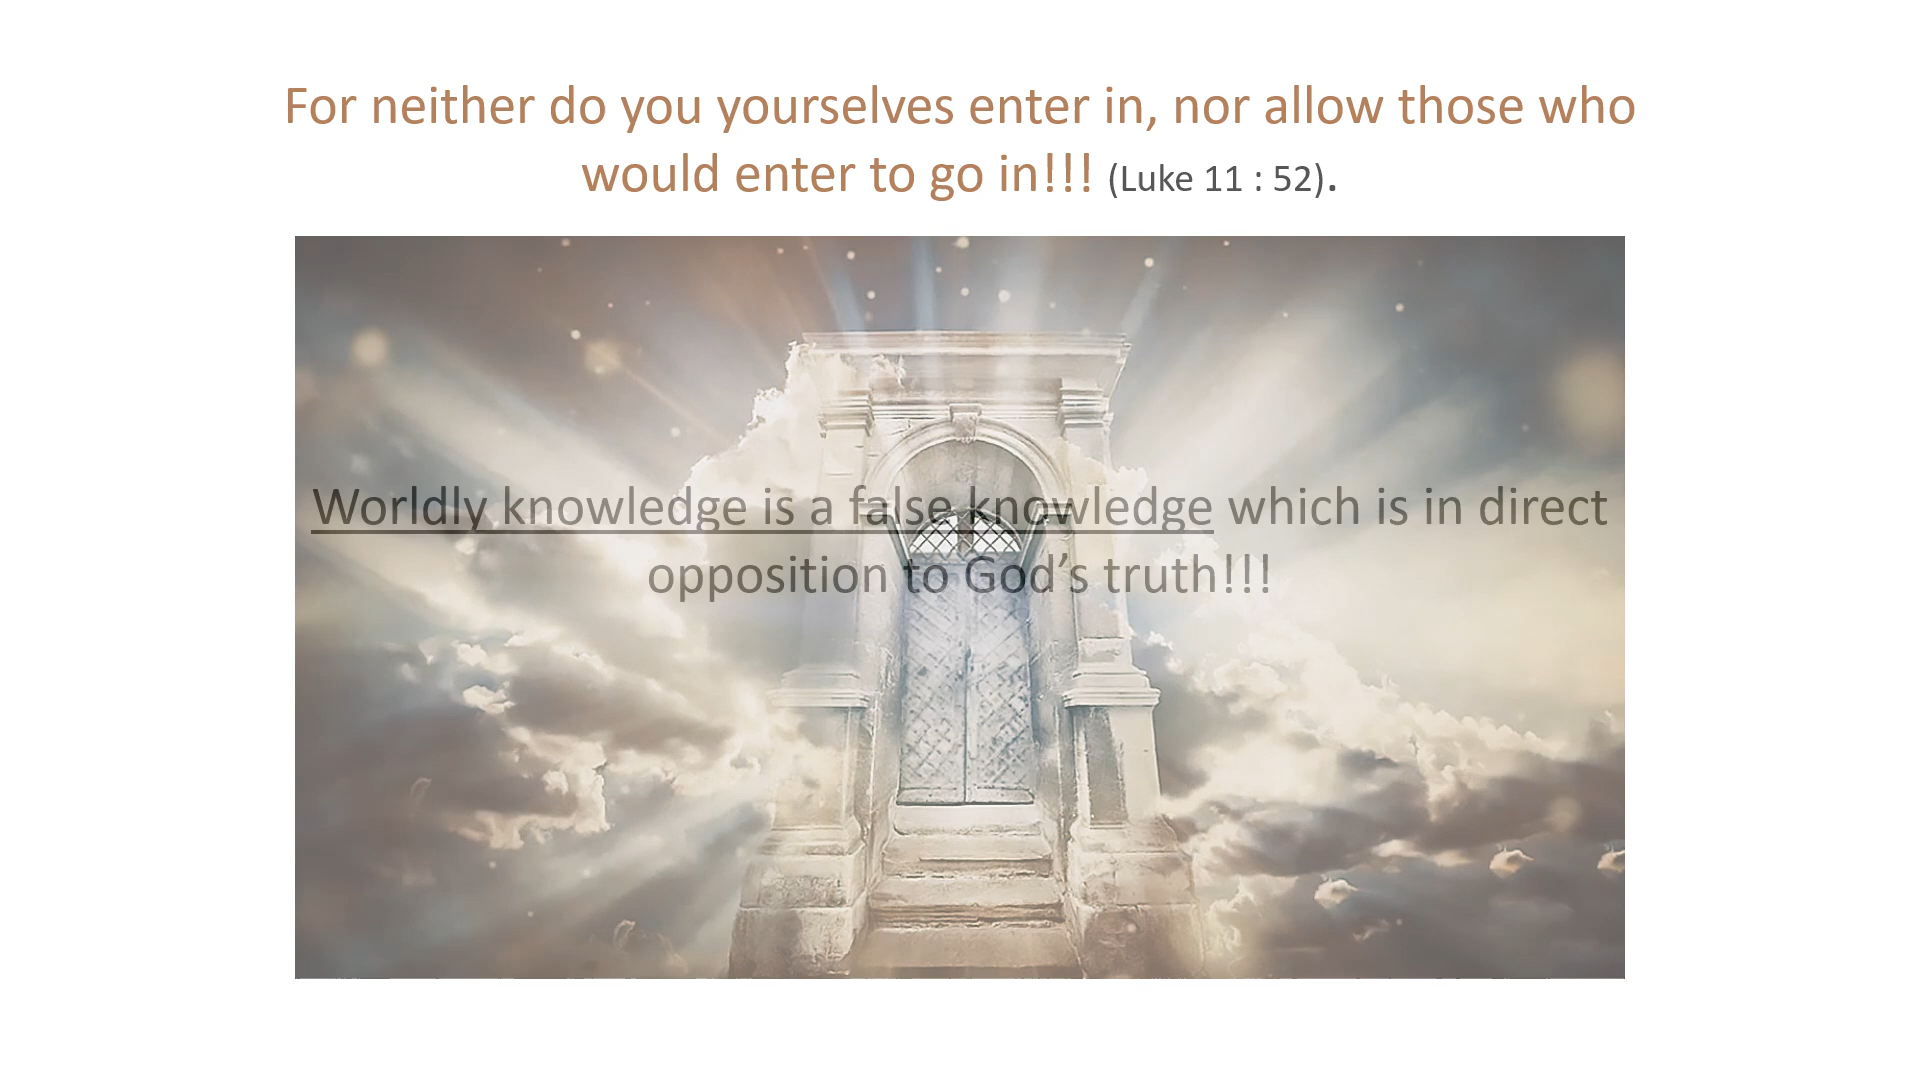 For neither do you yourselves enter in, nor allow those who
would enter to go in!!! (Luke 11 : 52).
Worldly knowledge is a false knowledge which is in direct
opposition to God’s truth!!!